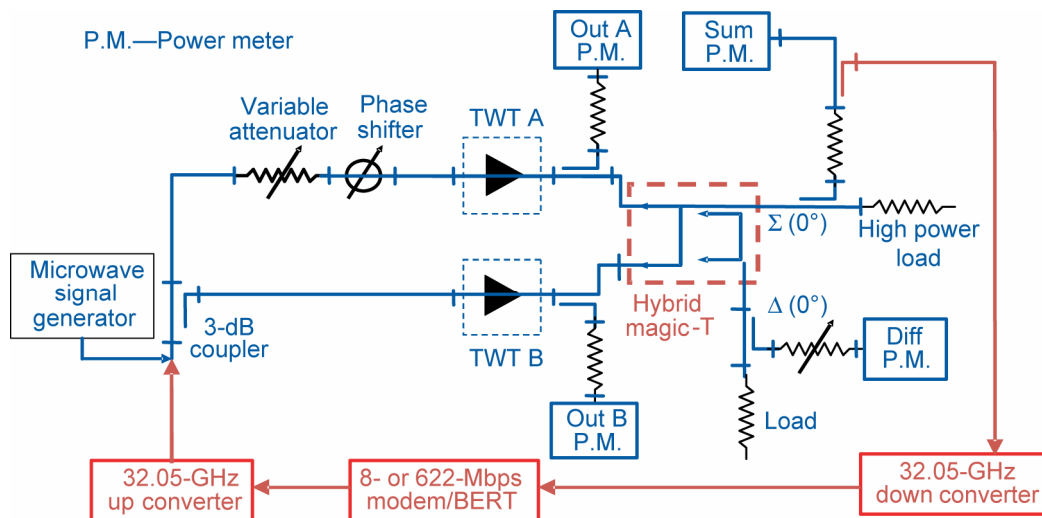 P.M.—Power meter
Out A
P.M.
Sum
P.M.
Variable
attenuator
Phase
shifter
TWT A
Σ (0°)
High power
load
Microwave
signal
generator
3-dB
coupler
TWT B
Hybrid
magic-T
Δ (0°)
Diff
P.M.
Out B
P.M.
Load
32.05-GHz
up converter
8- or 622-Mbps
modem/BERT
32.05-GHz
down converter